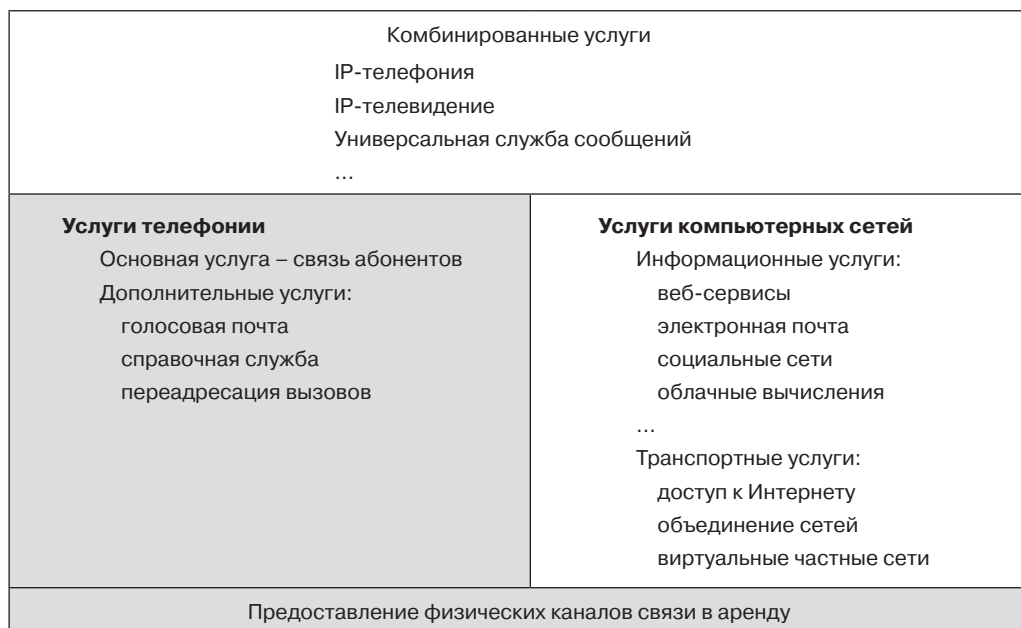 Комбинированные услуги
IP-телефония
IP-телевидение
Универсальная служба сообщений
…
Услуги телефонии
Основная услуга – связь абонентов
Дополнительные услуги:
голосовая почта
справочная служба
переадресация вызовов
Услуги компьютерных сетей
Информационные услуги:
веб-сервисы
электронная почта
социальные сети
облачные вычисления
…
Транспортные услуги:
доступ к Интернету
объединение сетей
виртуальные частные сети
Предоставление физических каналов связи в аренду